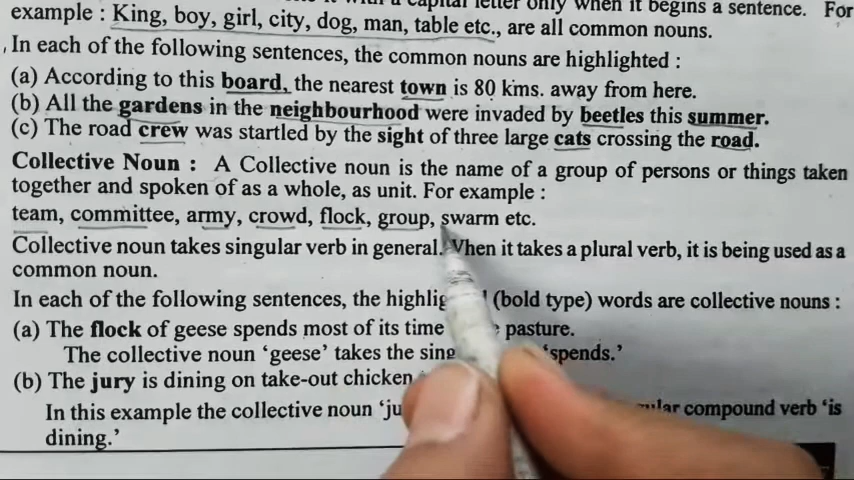 a capital letter only when it begins a sentence. For
example : King, boy, girl, city, dog, man, table etc., are all common nouns.
In each of the following sentences, the common nouns are highlighted :
(a) According to this board, the nearest town is 80 kms. away from here.
(b) All the gardens in the neighbourhood were invaded by beetles this summer.
(c) The road crew was startled by the sight of three large cats crossing the road.
Collective Noun : A Collective noun is the name of a group of persons or things taken
together and spoken of as a whole, as unit. For example :
team, committee, army, crowd, flock, group, swarm etc.
Collective noun takes singular verb in general. When it takes a plural verb, it is being used as a
common noun.
In each of the following sentences, the (bold type) words are collective nouns :
(a) The flock of geese spends most of its time pasture.
The collective noun 'geese' takes the 'spends.'
(b) The jury is dining on take-out chicken
In this example the collective noun compound verb 'is
dining.'